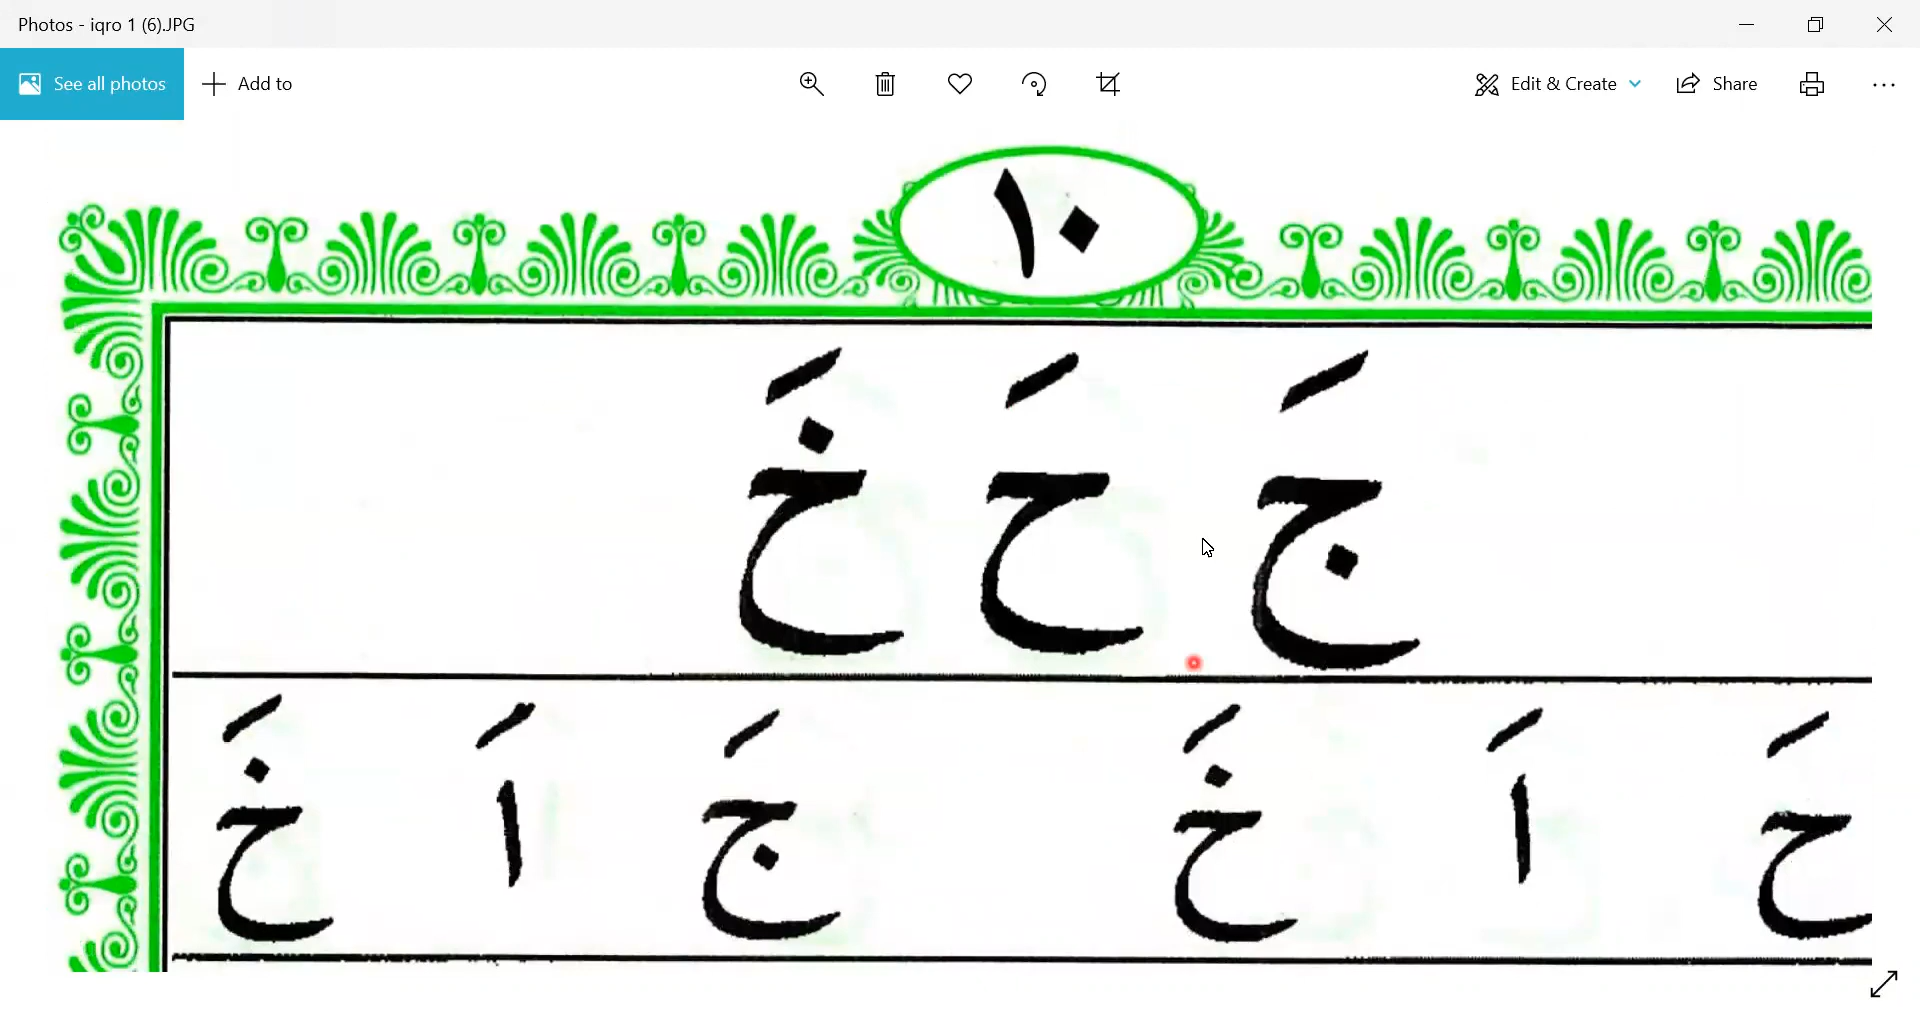 Photos - iqro 1 (6).JPG
See all photos
Add to
Edit & Create
Share
١٠
جَ حَ خَ
حَ اَ خَ جَ اَ خَ